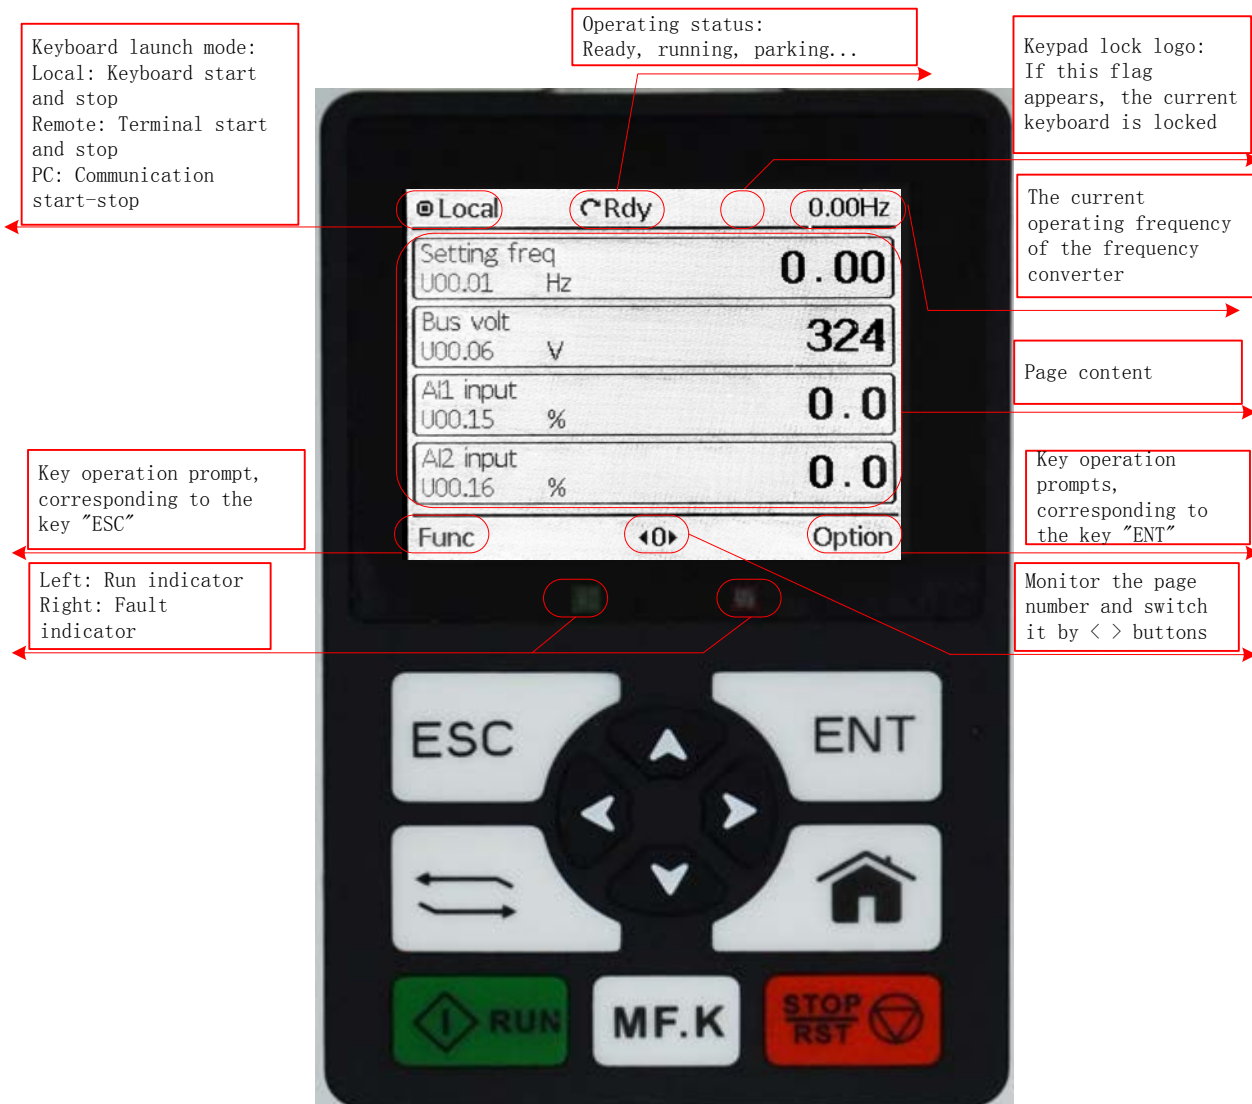 Keyboard launch mode:
Local: Keyboard start
and stop
Remote: Terminal start
and stop
PC: Communication
start-stop
Operating status:
Ready, running, parking...
Keypad lock logo:
If this flag
appears, the current
keyboard is locked
The current
operating frequency
of the frequency
converter
Page content
Key operation
prompts,
corresponding to
the key "ENT"
Monitor the page
number and switch
it by < > buttons
Key operation prompt,
corresponding to the
key "ESC"
Left: Run indicator
Right: Fault
indicator
Local Rdy 0.00Hz
Setting freq 0.00
U00.01 Hz
Bus volt 324
U00.06 V
AI1 input 0.0
U00.15 %
AI2 input 0.0
U00.16 %
Func 0 Option
ESC ENT
RUN MF.K STOP
RST